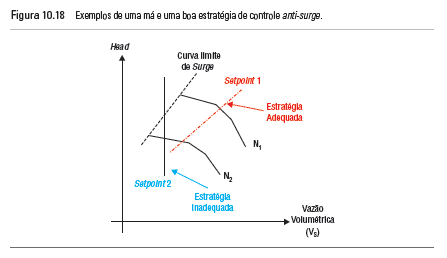 Figura 10.18 Exemplos de uma má e uma boa estratégia de controle anti-surge.
Head
Curva limite
de Surge
Setpoint 1
Estratégia
Adequada
N1
N2
Setpoint 2
Estratégia
Inadequada
Vazão
Volumétrica
(VS)